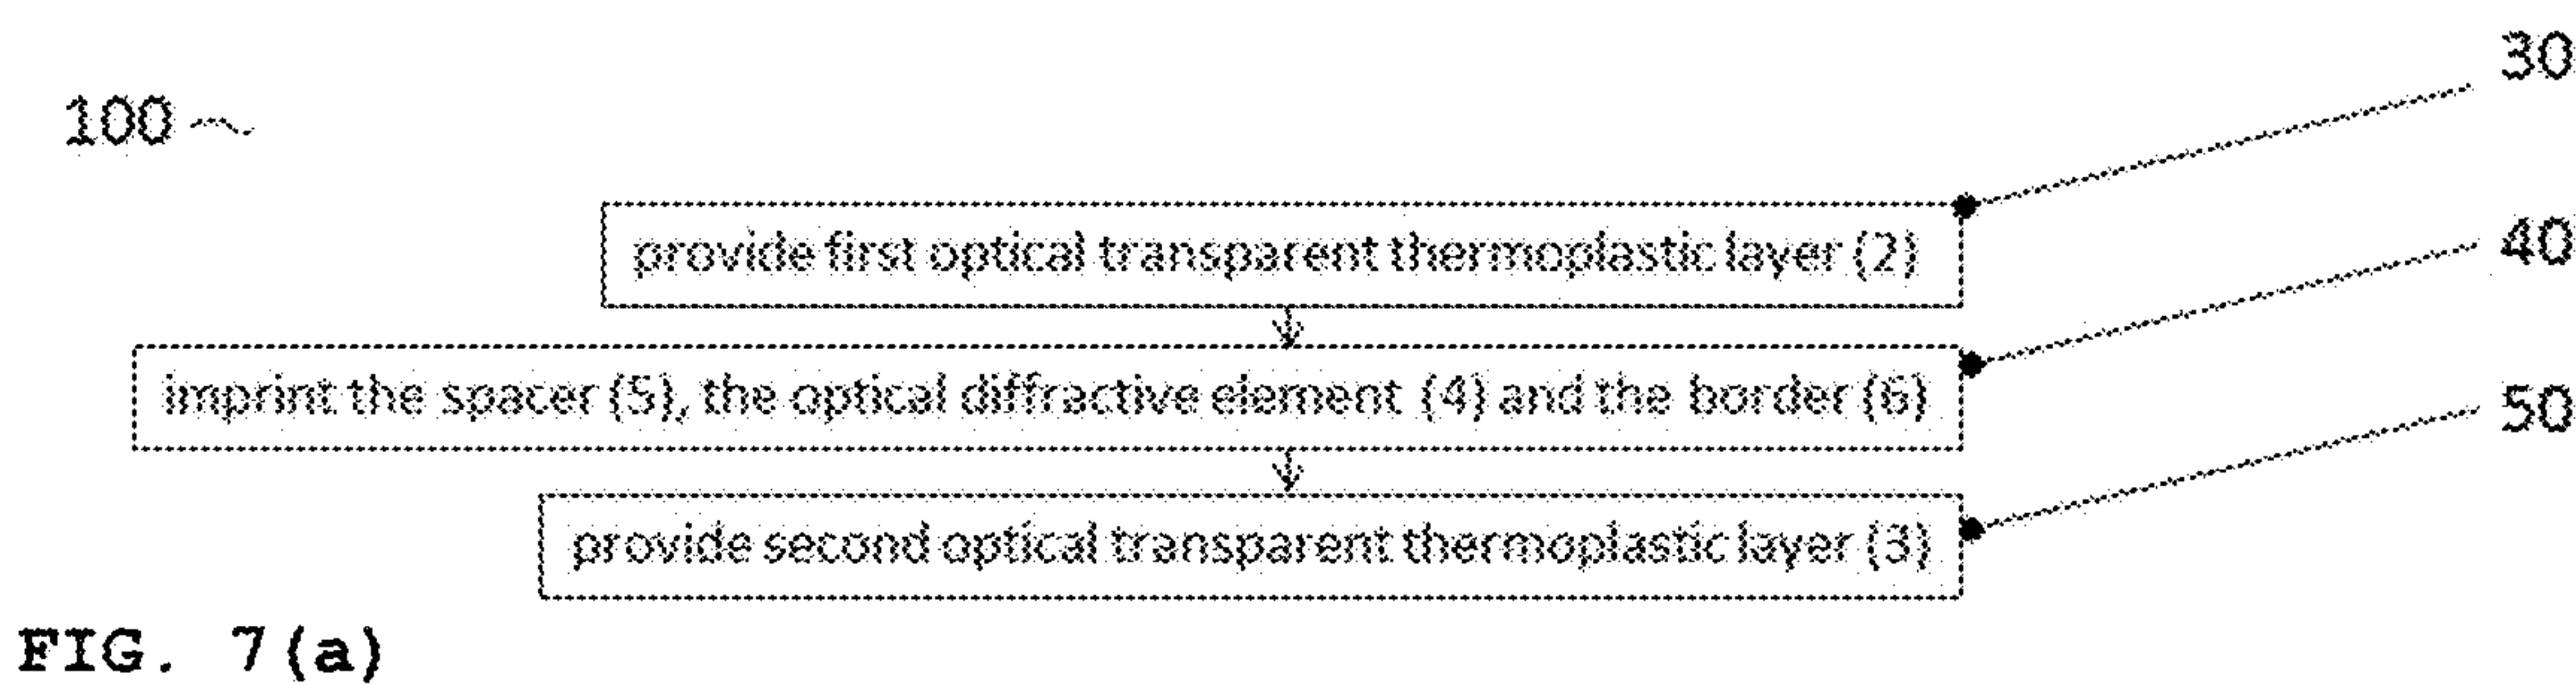 30
100
40
provide first optical transparent thermoplastic layer (2)
imprint the spacer (5), the optical diffractive element (4) and the border (6)
50
provide second optical transparent thermoplastic layer (3)
FIG. 7(a)